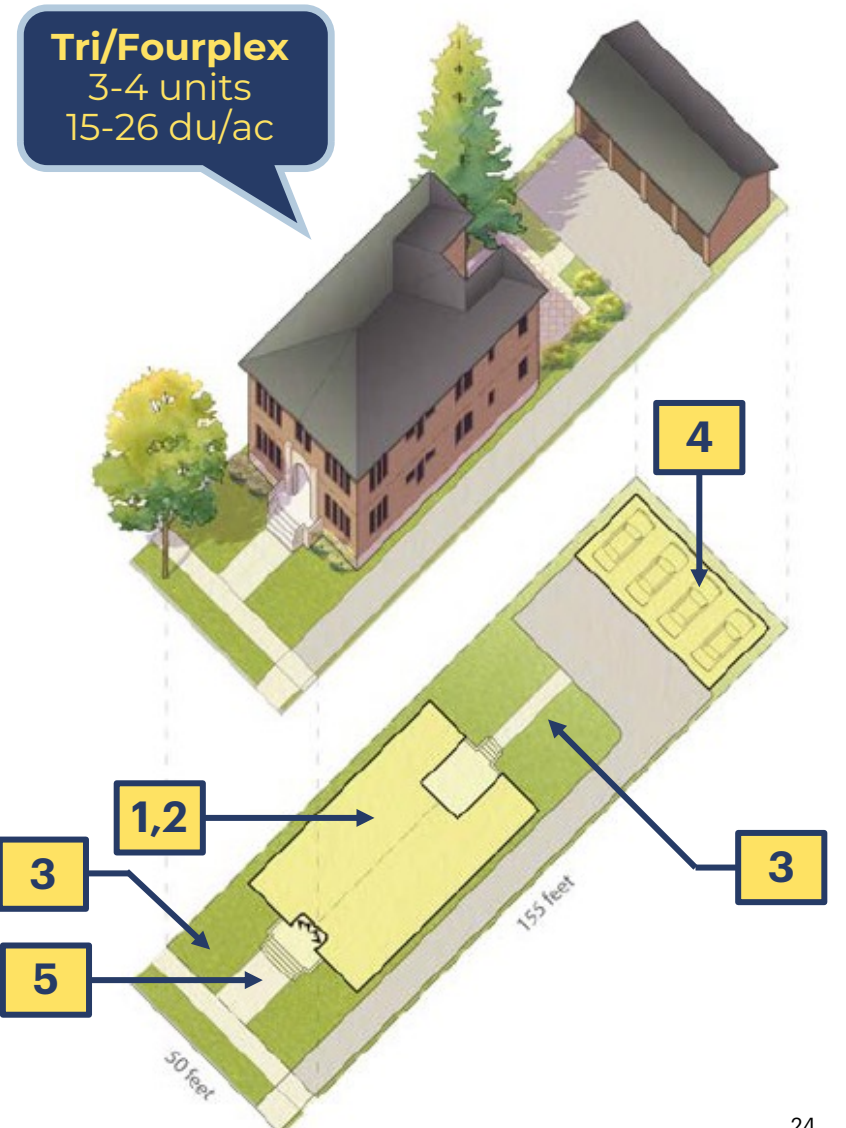 Tri/Fourplex
3-4 units
15-26 du/ac
4
1,2
3
3
155 feet
5
50 feet
24